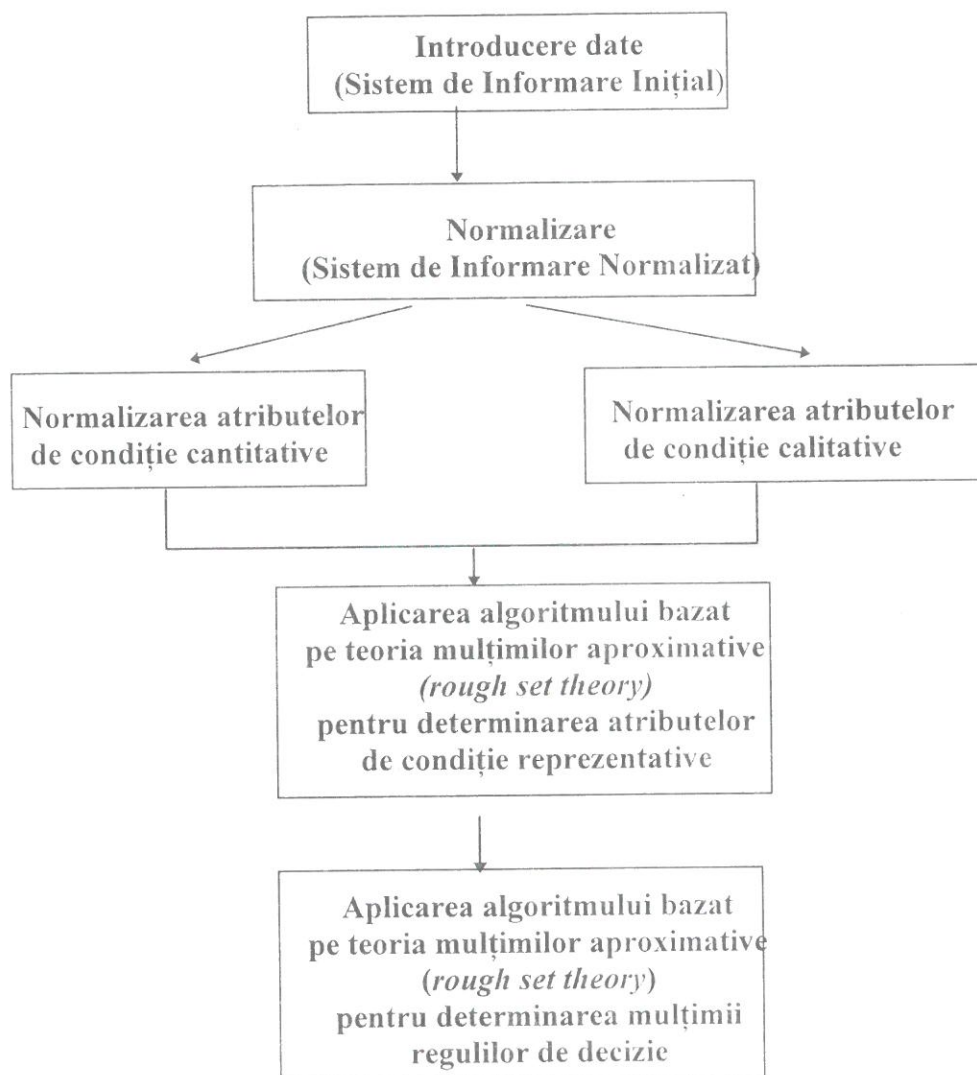 Introducere date
(Sistem de Informare Inițial)
Normalizare
(Sistem de Informare Normalizat)
Normalizarea atributelor
de condiție cantitative
Normalizarea atributelor
de condiție calitative
Aplicarea algoritmului bazat
pe teoria mulțimilor aproximative
(rough set theory)
pentru determinarea atributelor
de condiție reprezentative
Aplicarea algoritmului bazat
pe teoria mulțimilor aproximative
(rough set theory)
pentru determinarea mulțimii
regulilor de decizie